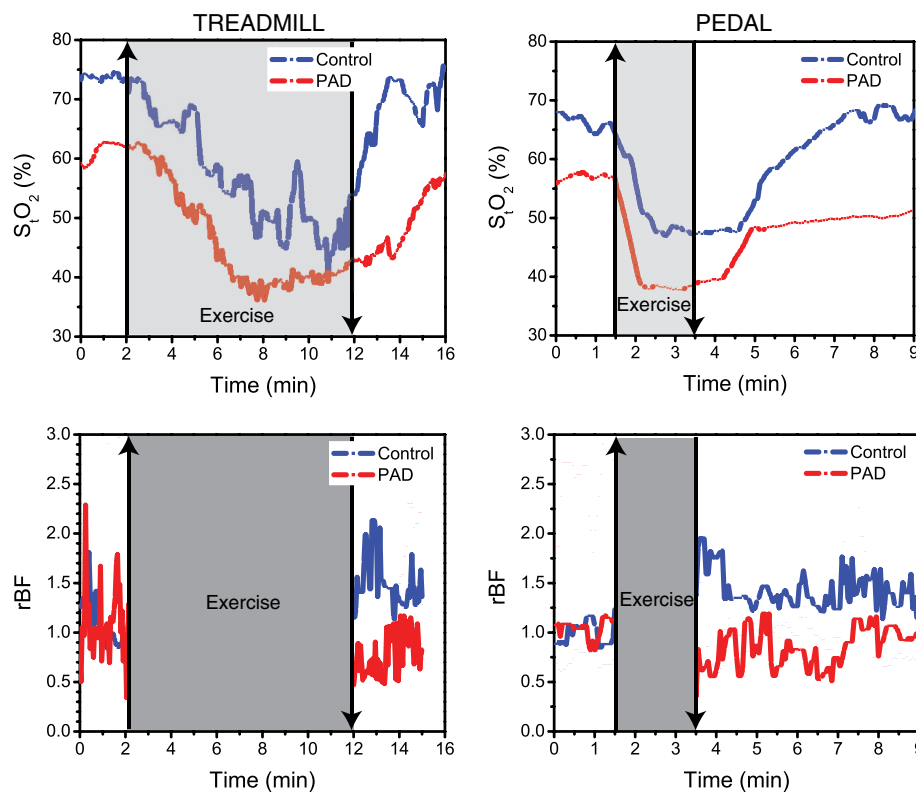 TREADMILL
80
70
60
50
40
30
StO2 (%)
Control
PAD
Exercise
0 2 4 6 8 10 12 14 16
Time (min)
PEDAL
80
70
60
50
40
30
StO2 (%)
Control
PAD
Exercise
0 1 2 3 4 5 6 7 8 9
Time (min)
3.0
2.5
2.0
1.5
1.0
0.5
0.0
rBF
Control
PAD
Exercise
0 2 4 6 8 10 12 14 16
Time (min)
3.0
2.5
2.0
1.5
1.0
0.5
0.0
rBF
Control
PAD
Exercise
0 1 2 3 4 5 6 7 8 9
Time (min)